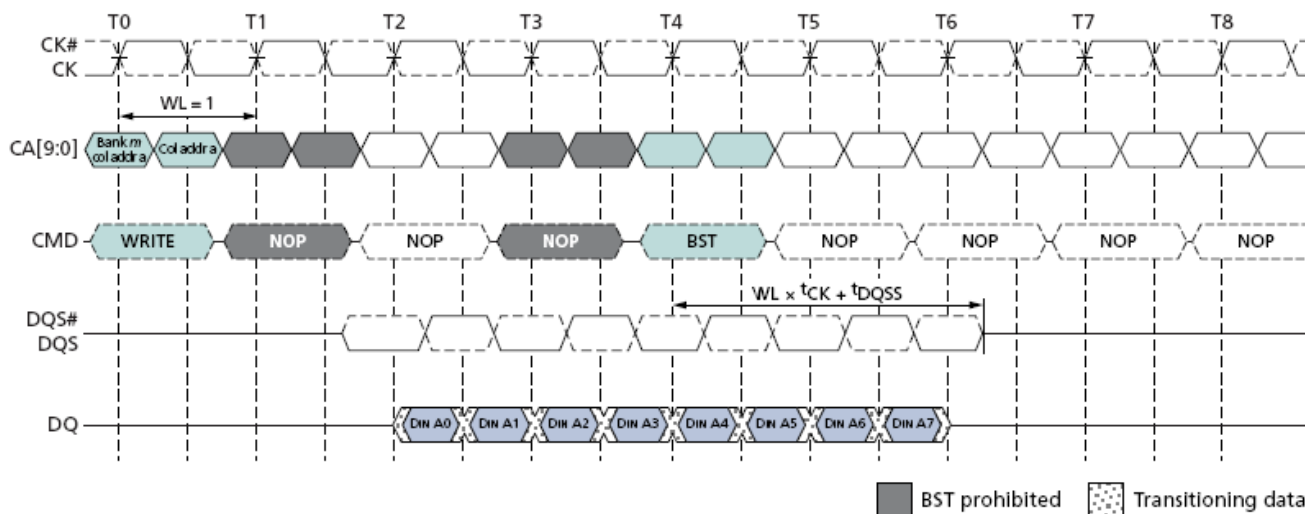 T0 T1 T2 T3 T4 T5 T6 T7 T8
CK#
CK
WL = 1
CA[9:0] Bank m col addr a Col addr a
CMD WRITE NOP NOP NOP BST NOP NOP NOP NOP
WL × tCK + tDQSS
DQS#
DQS
DQ DIN A0 DIN A1 DIN A2 DIN A3 DIN A4 DIN A5 DIN A6 DIN A7
BST prohibited Transitioning data